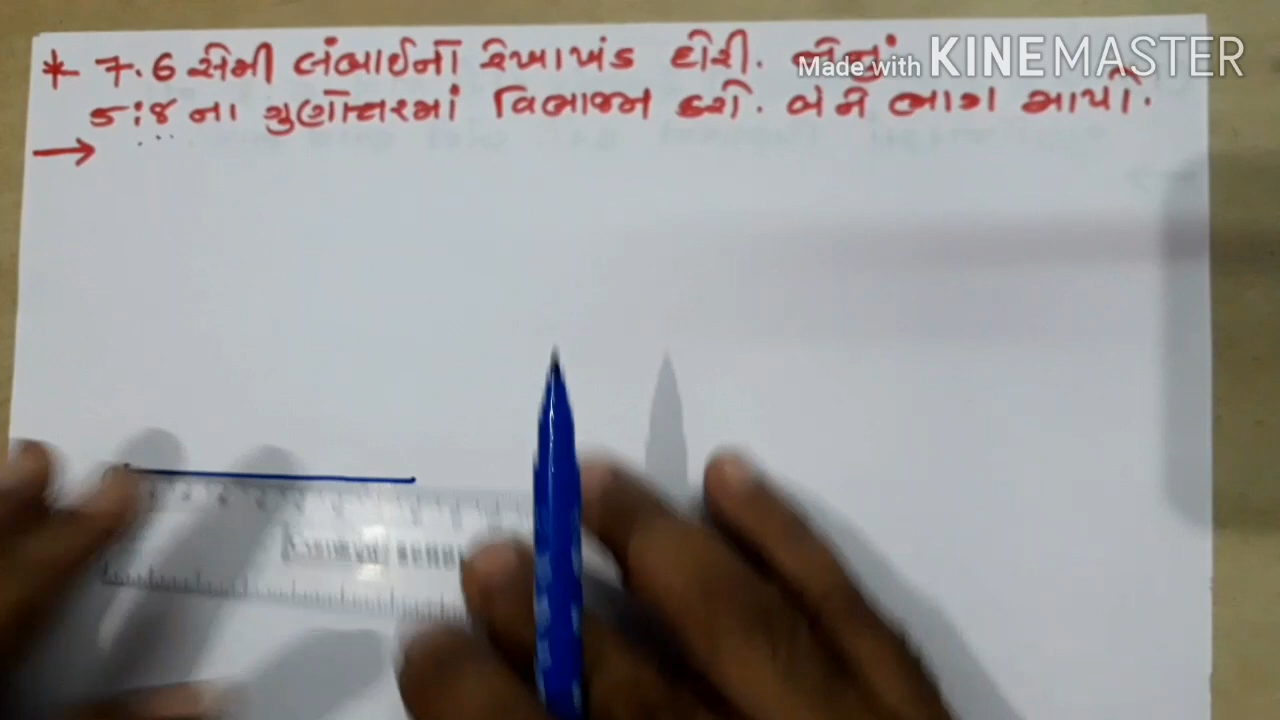 * 7.6 સેમી લંબાઈનો રેખાખંડ દોરી. તેનું
Made with KINEMASTER
5:8 ના ગુણોત્તરમાં વિભાજન કરો. બંને ભાગ માપો.